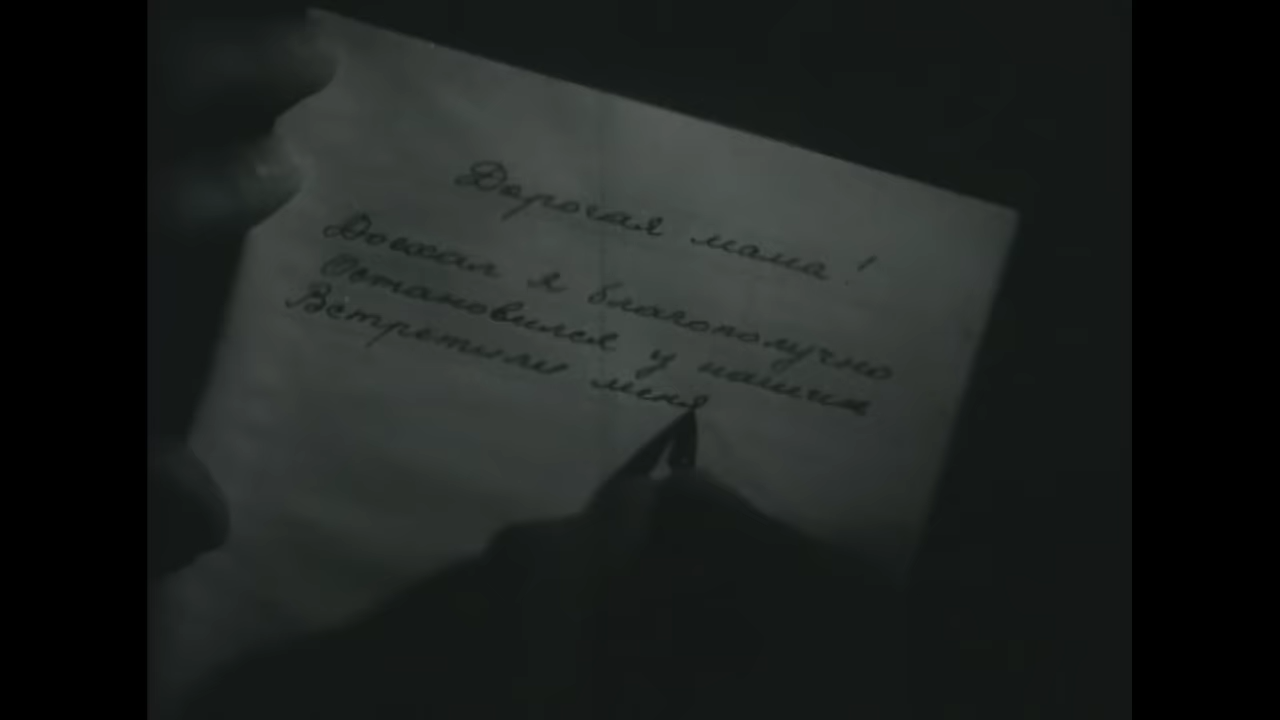 Дорогая мама!
Доехал я благополучно
Остановился у наших
Встретили меня